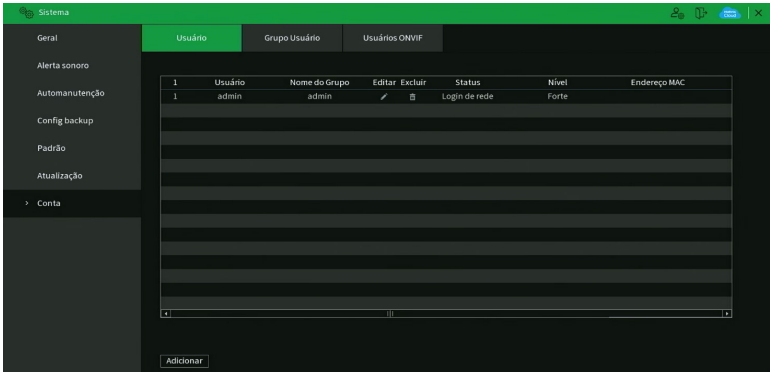 Sistema
Geral
Alerta sonoro
Automanutenção
Config backup
Padrão
Atualização
Conta
Usuário Grupo Usuário Usuários ONVIF
1 Usuário Nome do Grupo Editar Excluir Status Nível Endereço MAC
1 admin admin Login de rede Forte
Adicionar